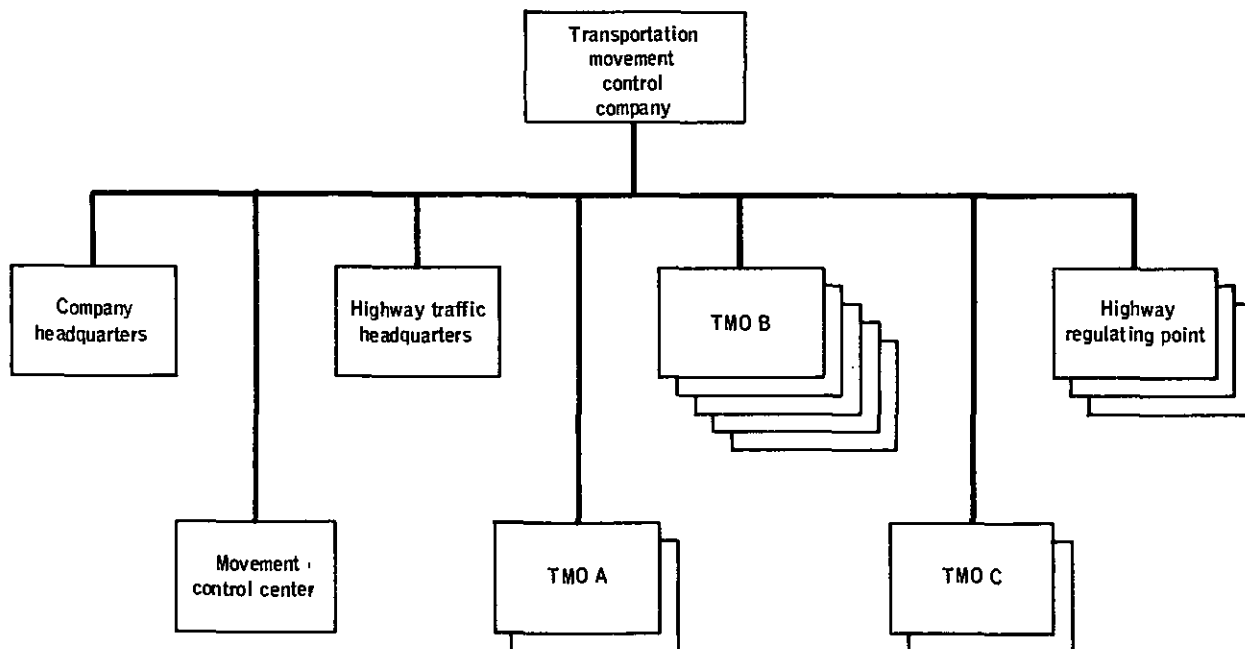 Transportation
movement
control
company
Company
headquarters
Highway traffic
headquarters
TMO B
Highway
regulating point
Movement
control center
TMO A
TMO C